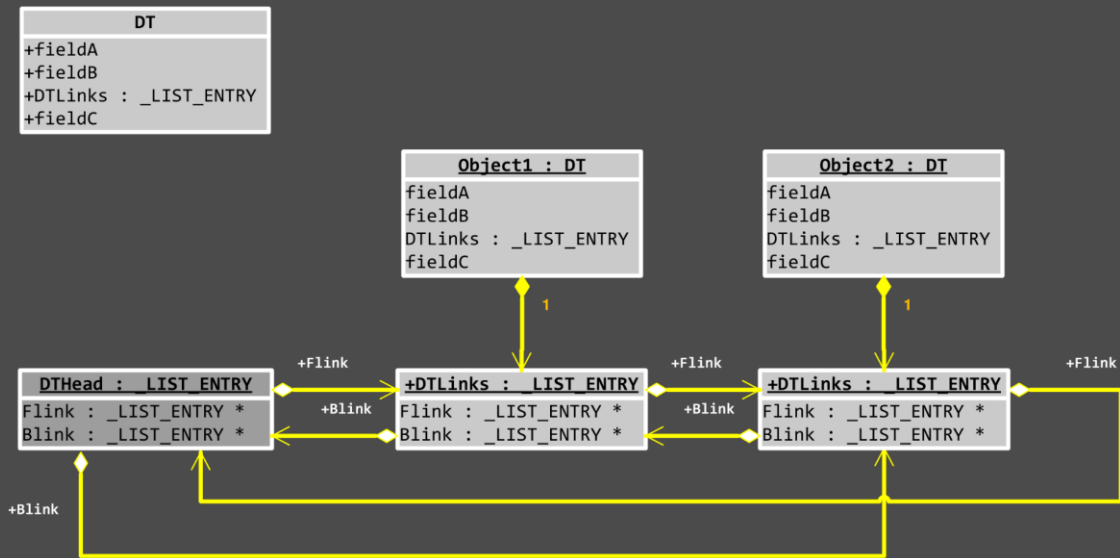 DT
+fieldA
+fieldB
+DTLinks : _LIST_ENTRY
+fieldC
Object1 : DT
fieldA
fieldB
DTLinks : _LIST_ENTRY
fieldC
Object2 : DT
fieldA
fieldB
DTLinks : _LIST_ENTRY
fieldC
1
1
+Flink
+Flink
+Flink
DTHead : _LIST_ENTRY
Flink : _LIST_ENTRY *
Blink : _LIST_ENTRY *
+Blink
+DTLinks : _LIST_ENTRY
Flink : _LIST_ENTRY *
Blink : _LIST_ENTRY *
+Blink
+DTLinks : _LIST_ENTRY
Flink : _LIST_ENTRY *
Blink : _LIST_ENTRY *
+Blink